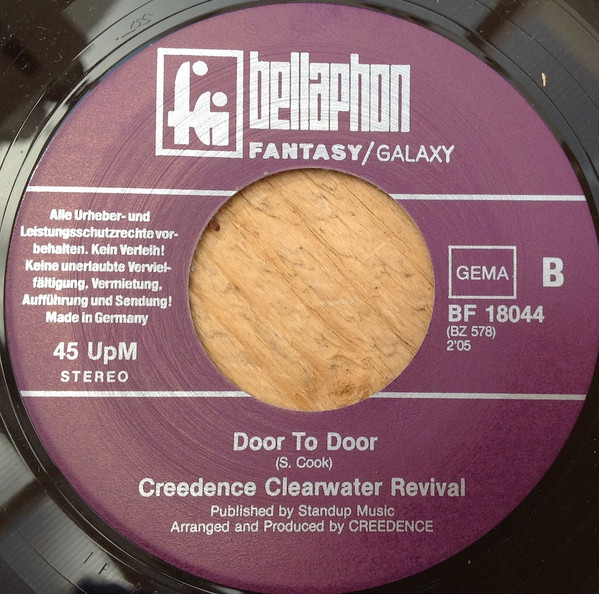 bellaphon
FANTASY/GALAXY
Alle Urheber- und
Leistungsschutzrechte vor-
behalten. Kein Verleih!
Keine unerlaubte Verviel-
fältigung, Vermietung,
Aufführung und Sendung!
Made in Germany
45 UpM
STEREO
GEMA
B
BF 18044
(BZ 578)
2'05
Door To Door
(S. Cook)
Creedence Clearwater Revival
Published by Standup Music
Arranged and Produced by CREEDENCE